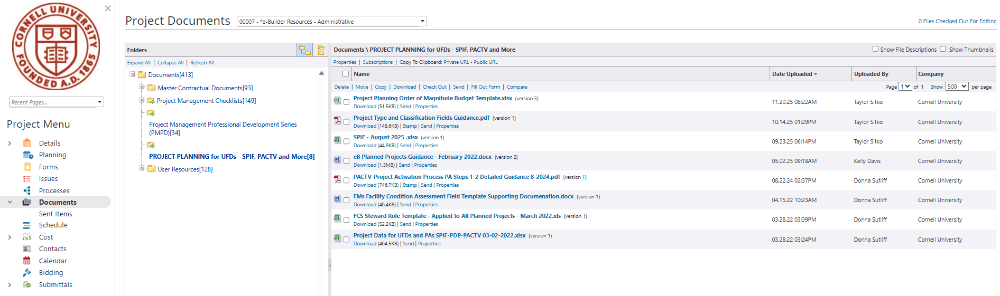 CORNELL UNIVERSITY
FOUNDED A.D. 1865
Recent Pages...
Project Menu
Details
Planning
Forms
Issues
Processes
Documents
Sent Items
Schedule
Cost
Contacts
Calendar
Bidding
Submittals
Project Documents
00007 - *e-Builder Resources - Administrative
0 Files Checked Out For Editing
Folders
Expand All | Collapse All | Refresh All
Documents[413]
Master Contractual Documents[93]
Project Management Checklists[149]
Project Management Professional Development Series
(PMPD)[34]
PROJECT PLANNING for UFDs - SPIF, PACTV and More[8]
User Resources[128]
Documents \ PROJECT PLANNING for UFDs - SPIF, PACTV and More
Show File Descriptions Show Thumbnails
Properties | Subscriptions | Copy To Clipboard: Private URL - Public URL
Name Date Uploaded Uploaded By Company
Delete | Move | Copy | Download | Check Out | Send | Fill Out Form | Compare Page 1 of 1 Show 500 per page
Project Planning Order of Magnitude Budget Template.xlsx (version 3)
Download (51.5KB) | Send | Properties 11.20.25 08:22AM Taylor Sitko Cornell University
Project Type and Classification Fields Guidance.pdf (version 1)
Download (148.6KB) | Stamp | Send | Properties 10.14.25 01:29PM Taylor Sitko Cornell University
SPIF - August 2025 .xlsx (version 1)
Download (44.9KB) | Send | Properties 09.23.25 06:14PM Taylor Sitko Cornell University
eB Planned Projects Guidance - February 2022.docx (version 2)
Download (1.5MB) | Send | Properties 05.02.25 09:18AM Kelly Davis Cornell University
PACTV-Project Activation Process PA Steps 1-2 Detailed Guidance 8-2024.pdf (version 1)
Download (746.7KB) | Stamp | Send | Properties 08.22.24 02:37PM Donna Sutliff Cornell University
FMs Facility Condition Assessment Field Template Supporting Documenation.docx (version 1)
Download (46.4KB) | Send | Properties 04.15.22 10:23AM Donna Sutliff Cornell University
FCS Steward Role Template - Applied to All Planned Projects - March 2022.xls (version 1)
Download (52.2KB) | Send | Properties 03.28.22 03:39PM Donna Sutliff Cornell University
Project Data for UFDs and PAs SPIF-PDP-PACTV 03-02-2022.xlsx (version 1)
Download (464.5KB) | Send | Properties 03.28.22 03:24PM Donna Sutliff Cornell University